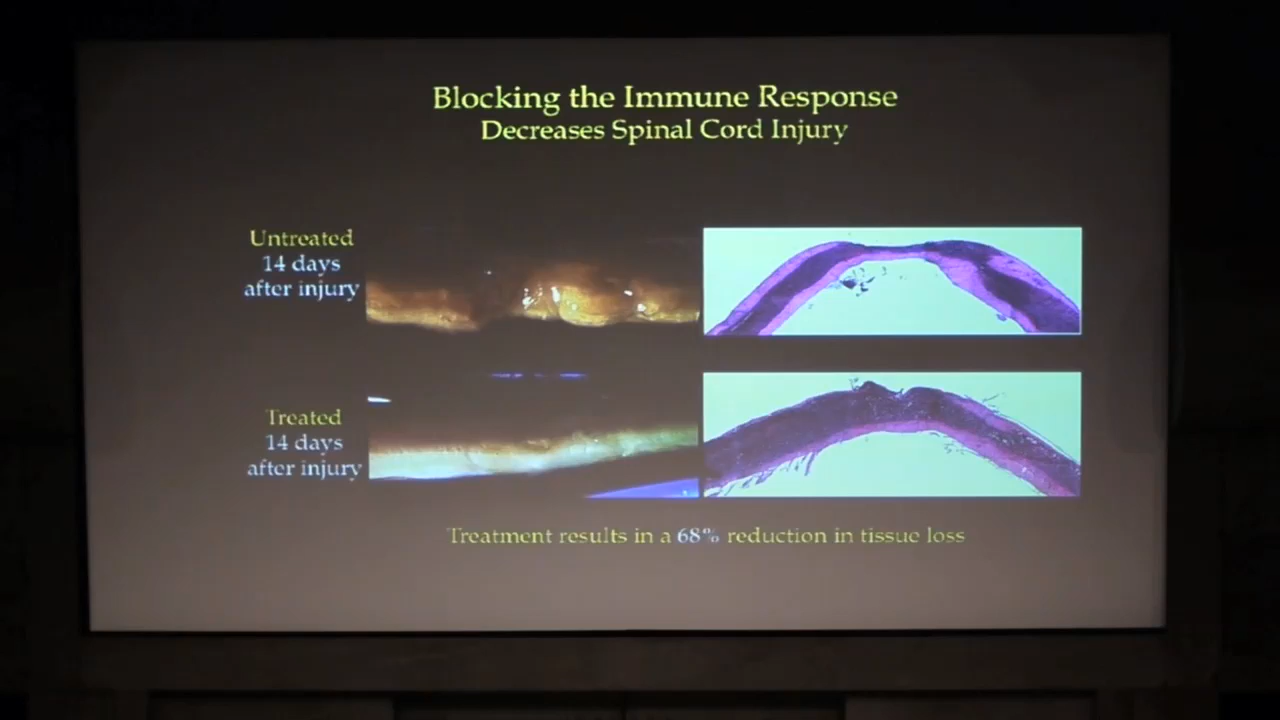 Blocking the Immune Response
Decreases Spinal Cord Injury
Untreated
14 days
after injury
Treated
14 days
after injury
Treatment results in a 68% reduction in tissue loss